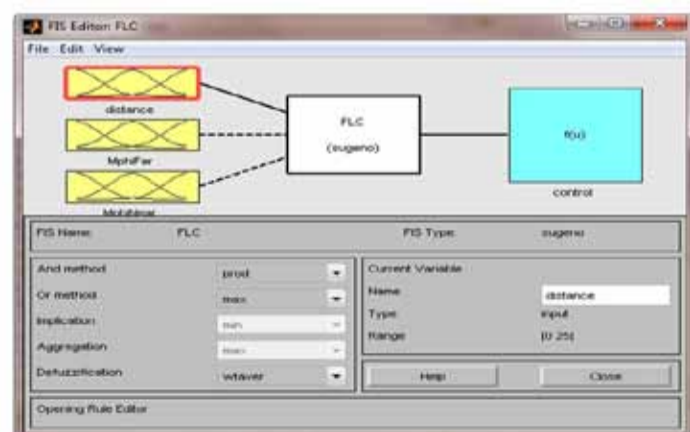 FIS Editor: FLC
File Edit View
distance
MphiFar
FLC
(sugeno)
f(u)
control
FIS Name: FLC FIS Type: sugeno
And method prod
Or method max
Implication min
Aggregation max
Defuzzification wtaver
Current Variable
Name distance
Type input
Range [0 25]
Help Close
Opening Rule Editor